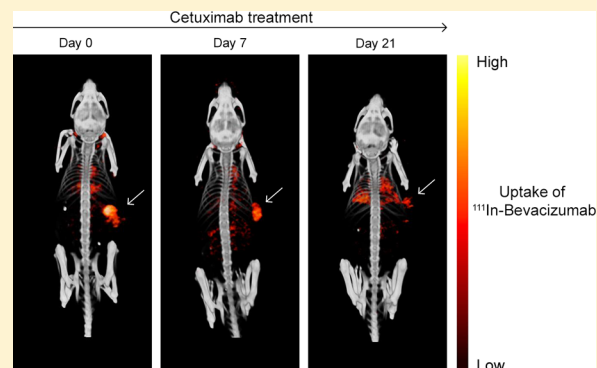 Cetuximab treatment
Day 0
Day 7
Day 21
High
Uptake of
¹¹¹In-Bevacizumab
Low